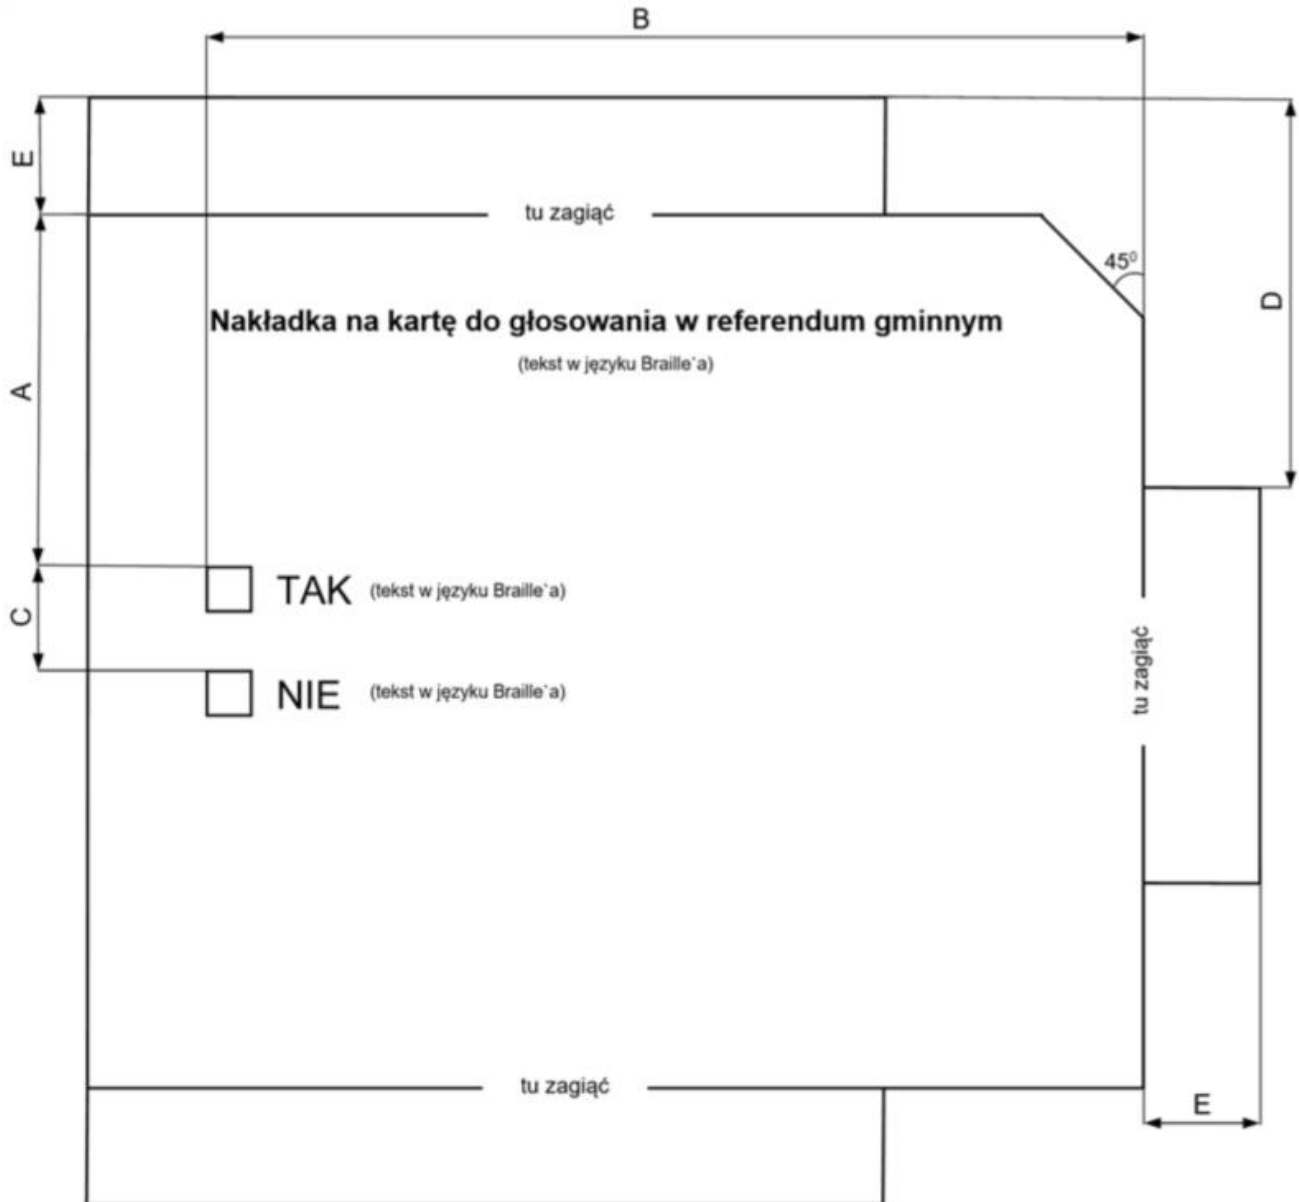 B
E
tu zagiąć
45⁰
D
Nakładka na kartę do głosowania w referendum gminnym
(tekst w języku Braille`a)
A
TAK (tekst w języku Braille`a)
C
tu zagiąć
NIE (tekst w języku Braille`a)
tu zagiąć
E